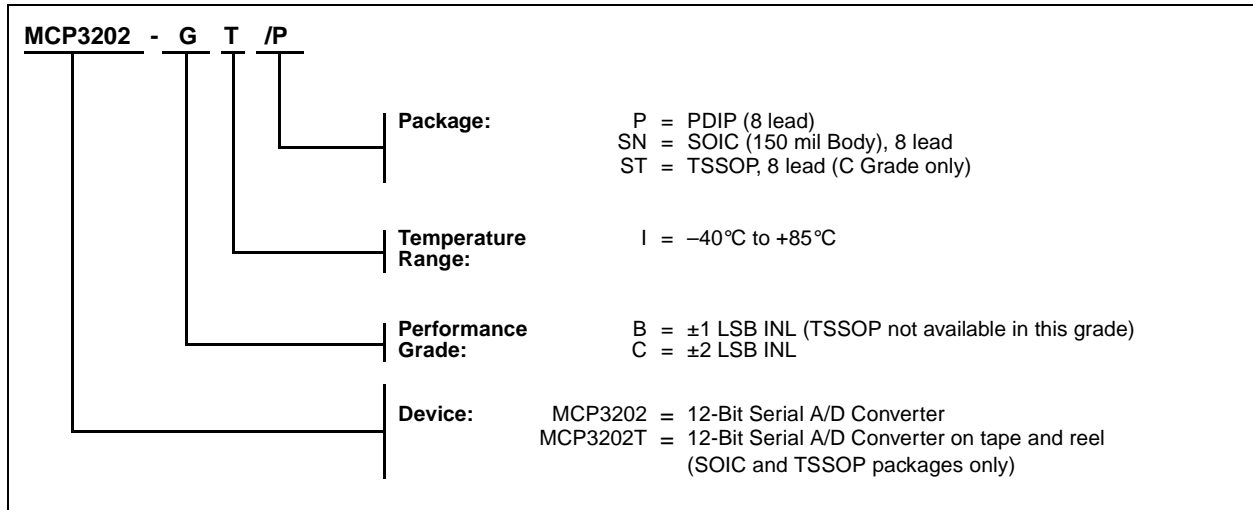 MCP3202 - G T /P
Package: P = PDIP (8 lead)
SN = SOIC (150 mil Body), 8 lead
ST = TSSOP, 8 lead (C Grade only)
Temperature I = –40°C to +85°C
Range:
Performance B = ±1 LSB INL (TSSOP not available in this grade)
Grade: C = ±2 LSB INL
Device: MCP3202 = 12-Bit Serial A/D Converter
MCP3202T = 12-Bit Serial A/D Converter on tape and reel
(SOIC and TSSOP packages only)